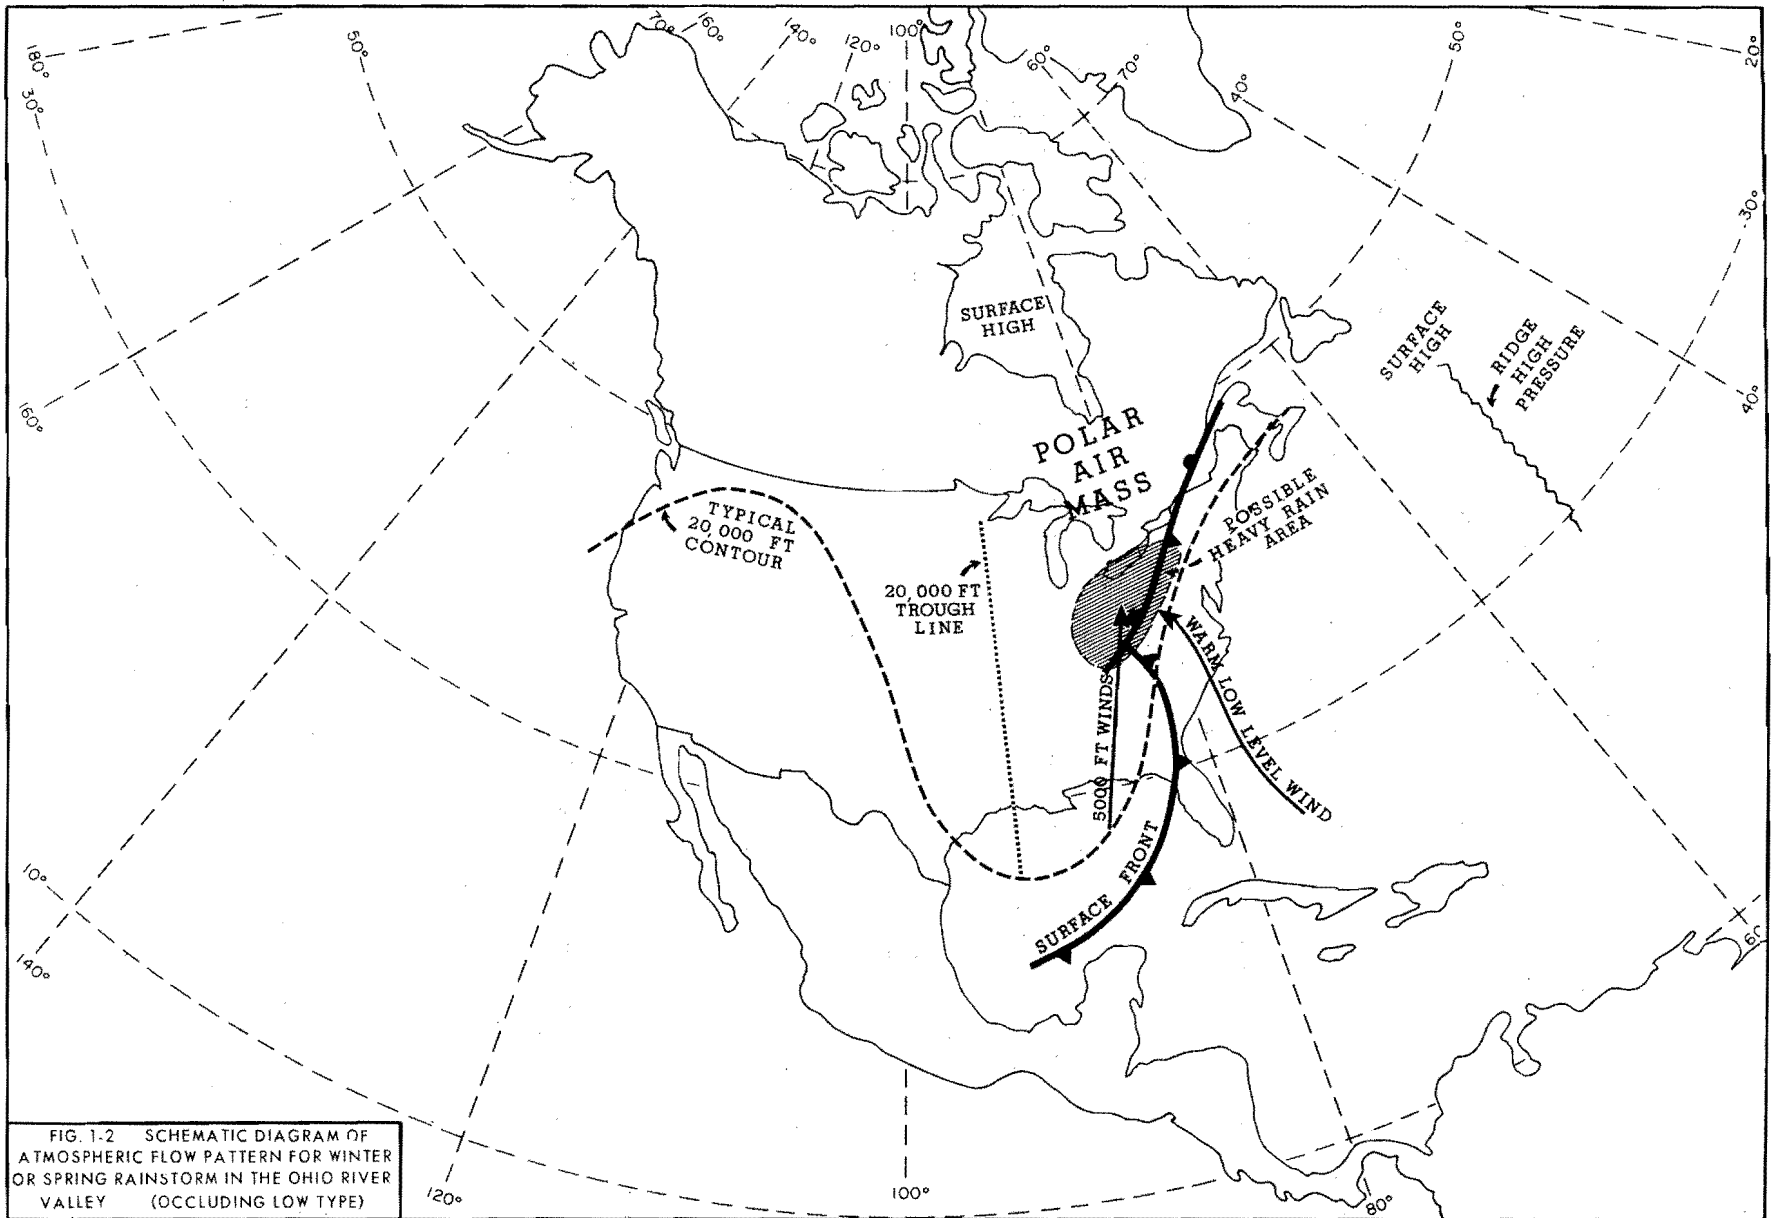 180°
30°
50°
70°
160°
140°
120°
100°
60°
70°
40°
50°
20°
30°
40°
160°
SURFACE
HIGH
SURFACE
HIGH
RIDGE
HIGH
PRESSURE
POLAR
AIR
MASS
TYPICAL
20,000 FT
CONTOUR
20,000 FT
TROUGH
LINE
POSSIBLE
HEAVY RAIN
AREA
WARM LOW LEVEL WIND
5000 FT WINDS
SURFACE FRONT
10°
140°
120°
100°
80°
60
FIG. 1-2 SCHEMATIC DIAGRAM OF
ATMOSPHERIC FLOW PATTERN FOR WINTER
OR SPRING RAINSTORM IN THE OHIO RIVER
VALLEY (OCCLUDING LOW TYPE)